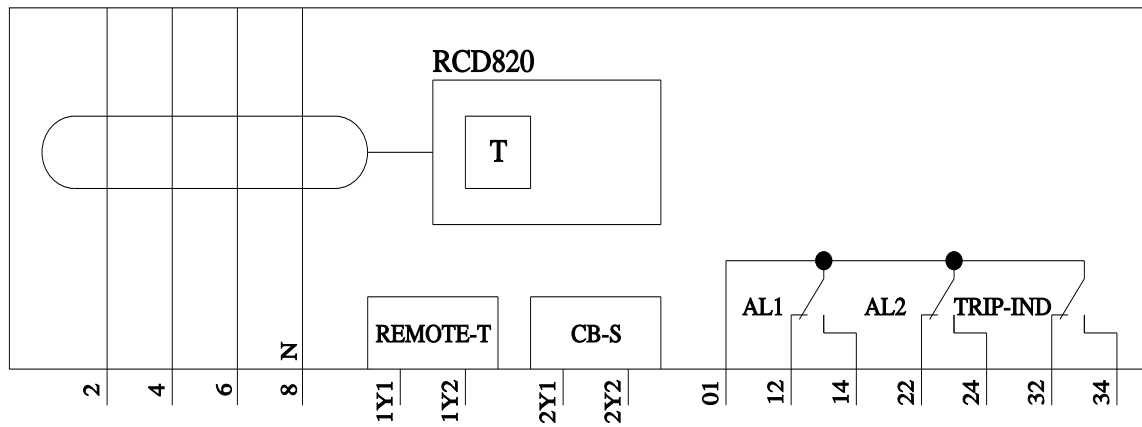 RCD820
T
AL1
AL2
TRIP-IND
REMOTE-T
CB-S
N
2
4
6
8
1Y1
1Y2
2Y1
2Y2
01
12
14
22
24
32
34